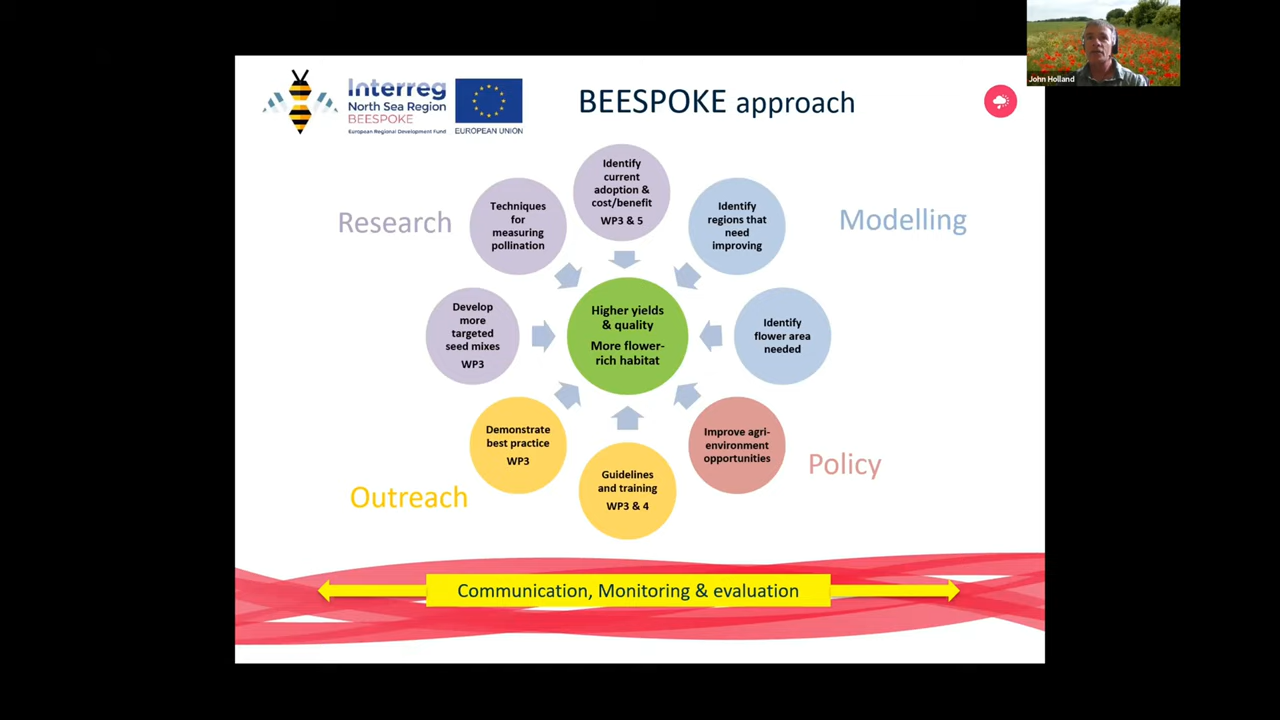 John Holland
Interreg
North Sea Region
BEESPOKE
European Regional Development Fund
EUROPEAN UNION
BEESPOKE approach
Research
Modelling
Outreach
Policy
Identify
current
adoption &
cost/benefit
WP3 & 5
Identify
regions that
need
improving
Identify
flower area
needed
Improve agri-
environment
opportunities
Guidelines
and training
WP3 & 4
Demonstrate
best practice
WP3
Develop
more
targeted
seed mixes
WP3
Techniques
for
measuring
pollination
Higher yields
& quality
More flower-
rich habitat
Communication, Monitoring & evaluation